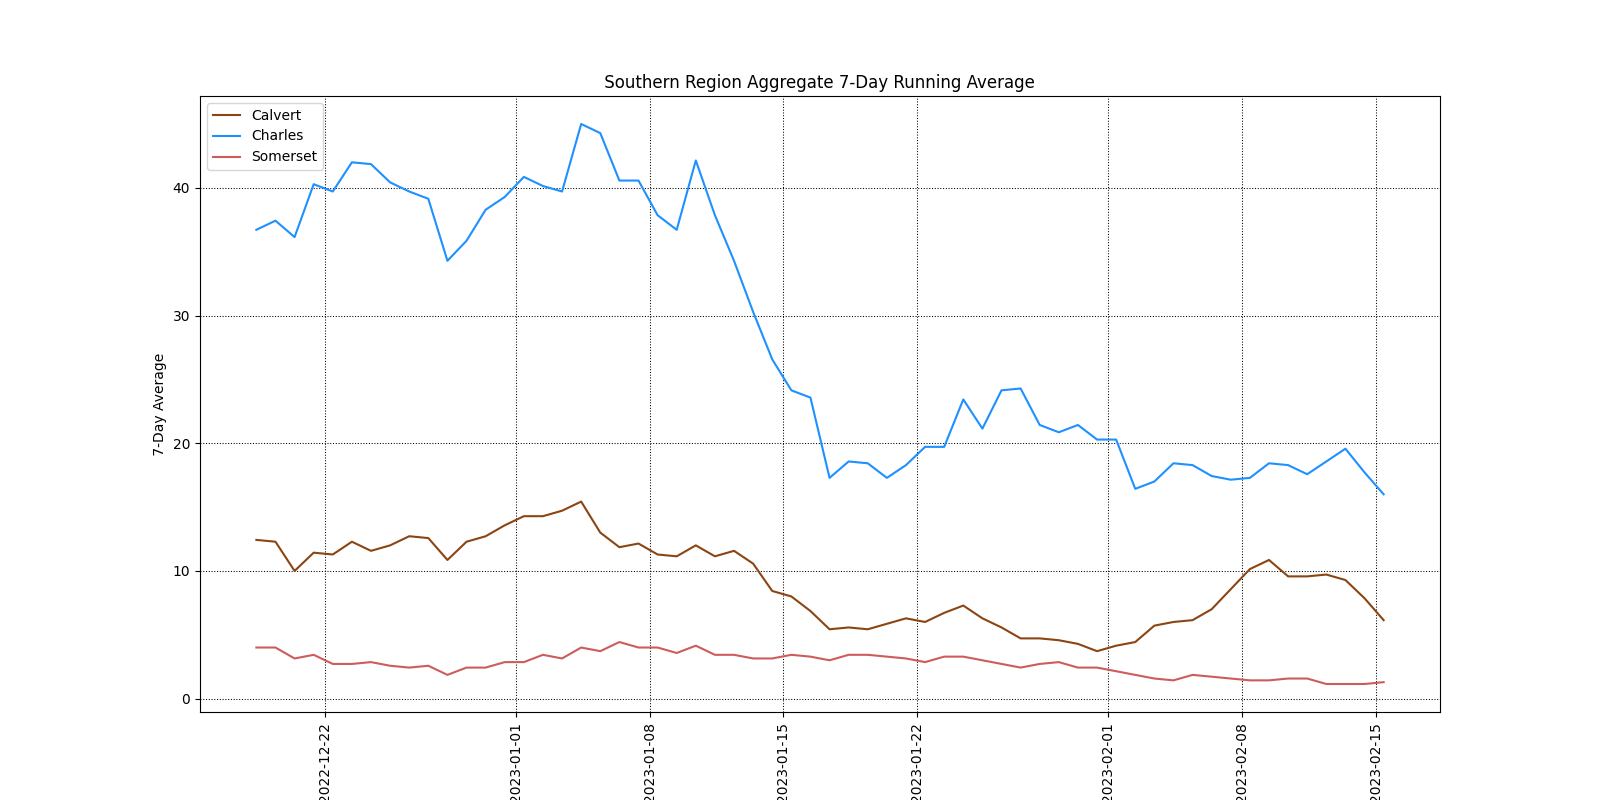 Southern Region Aggregate 7-Day Running Average
Calvert
Charles
Somerset
40
30
20
10
0
7-Day Average
2022-12-22
2023-01-01
2023-01-08
2023-01-15
2023-01-22
2023-02-01
2023-02-08
2023-02-15